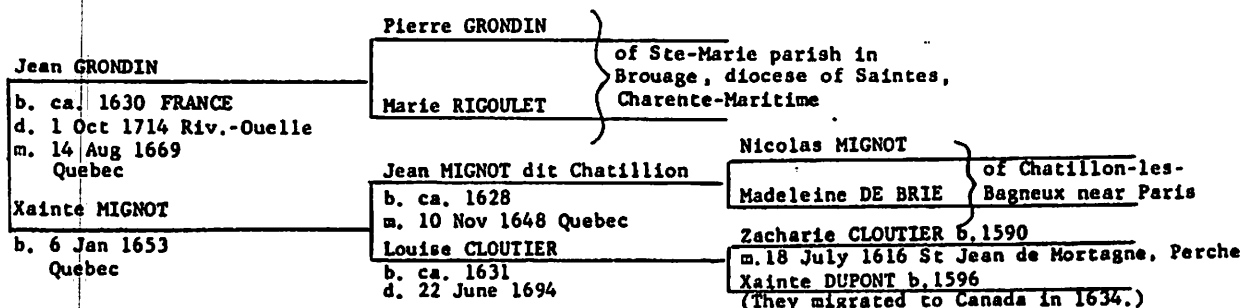 Pierre GRONDIN
of Ste-Marie parish in
Brouage, diocese of Saintes,
Charente-Maritime
Jean GRONDIN
b. ca. 1630 FRANCE
d. 1 Oct 1714 Riv.-Ouelle
m. 14 Aug 1669
Quebec
Marie RIGOULET
Nicolas MIGNOT
of Chatillon-les-
Bagneux near Paris
Jean MIGNOT dit Chatillion
b. ca. 1628
m. 10 Nov 1648 Quebec
Madeleine DE BRIE
Xainte MIGNOT
b. 6 Jan 1653
Quebec
Louise CLOUTIER
b. ca. 1631
d. 22 June 1694
Zacharie CLOUTIER b.1590
m.18 July 1616 St Jean de Mortagne, Perche
Xainte DUPONT b.1596
(They migrated to Canada in 1634.)